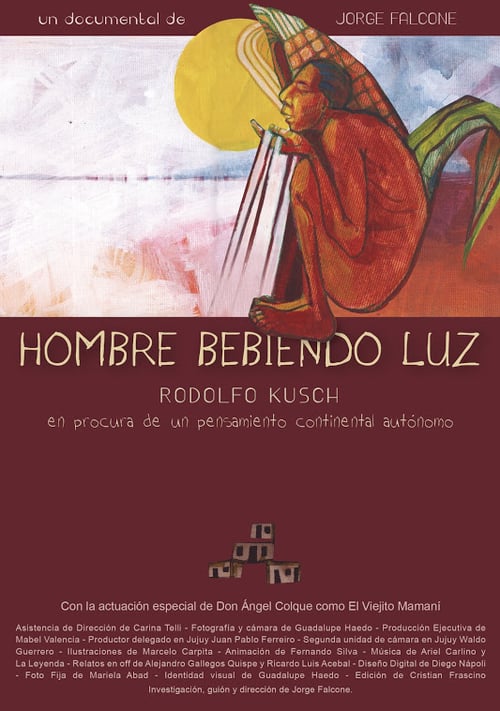 un documental de JORGE FALCONE
HOMBRE BEBIENDO LUZ
RODOLFO KUSCH
en procura de un pensamiento continental autónomo
Con la actuación especial de Don Ángel Colque como El Viejito Mamaní
Asistencia de Dirección de Carina Telli - Fotografía y cámara de Guadalupe Haedo - Producción Ejecutiva de
Mabel Valencia - Productor delegado en Jujuy Juan Pablo Ferreiro - Segunda unidad de cámara en Jujuy Waldo
Guerrero - Ilustraciones de Marcelo Carpita - Animación de Fernando Silva - Música de Ariel Carlino y
La Leyenda - Relatos en off de Alejandro Gallegos Quispe y Ricardo Luis Acebal - Diseño Digital de Diego Nápoli
- Foto Fija de Mariela Abad - Identidad visual de Guadalupe Haedo - Edición de Cristian Frascino
Investigación, guión y dirección de Jorge Falcone.